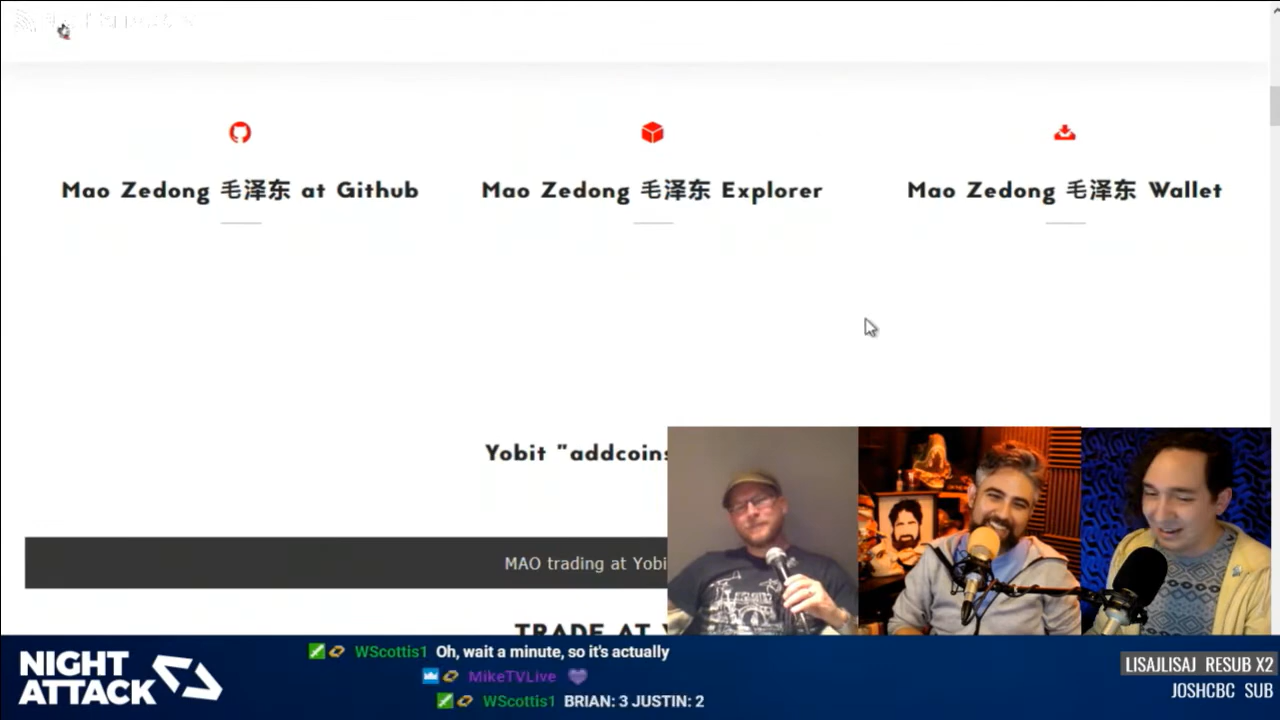 Mao Zedong 毛泽东 at Github
Mao Zedong 毛泽东 Explorer
Mao Zedong 毛泽东 Wallet
Yobit "addcoins
MAO trading at Yobi
TRADE AT
NIGHT
ATTACK
WScottis1 Oh, wait a minute, so it's actually
MikeTVLive
WScottis1 BRIAN: 3 JUSTIN: 2
LISAJLISAJ RESUB X2
JOSHCBC SUB